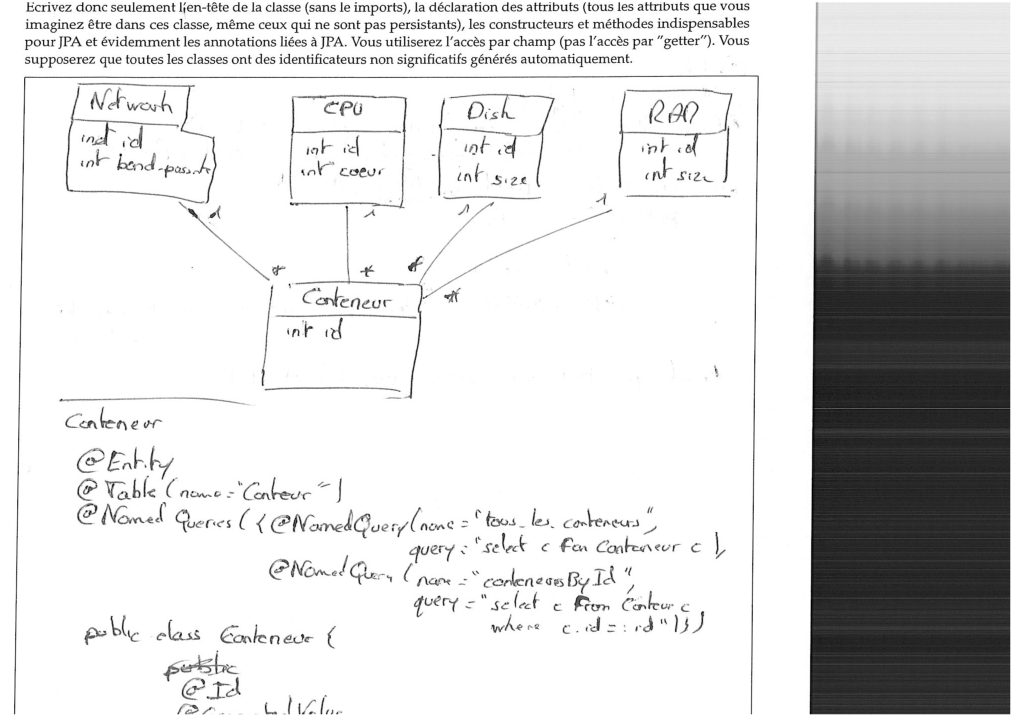 Ecrivez donc seulement l'en-tête de la classe (sans le imports), la déclaration des attributs (tous les attributs que vous
imaginez être dans ces classe, même ceux qui ne sont pas persistants), les constructeurs et méthodes indispensables
pour JPA et évidemment les annotations liées à JPA. Vous utiliserez l'accès par champ (pas l'accès par "getter"). Vous
supposerez que toutes les classes ont des identificateurs non significatifs générés automatiquement.
Network
int id
int band-passante
CPU
int id
int coeur
Disk
int id
int size
RAM
int id
int size
1
1
1
1
*
*
*
*
Conteneur
int id
Conteneur
@Entity
@Table (name = "Conteur")
@Named Queries ({@NamedQuery(name = "tous_les_conteneurs",
query = "select c from Conteneur c ),
@NamedQuery (name = "conteneursById",
query = "select c From Conteur c
where c.id = :id")})
public class Conteneur {
public
@Id